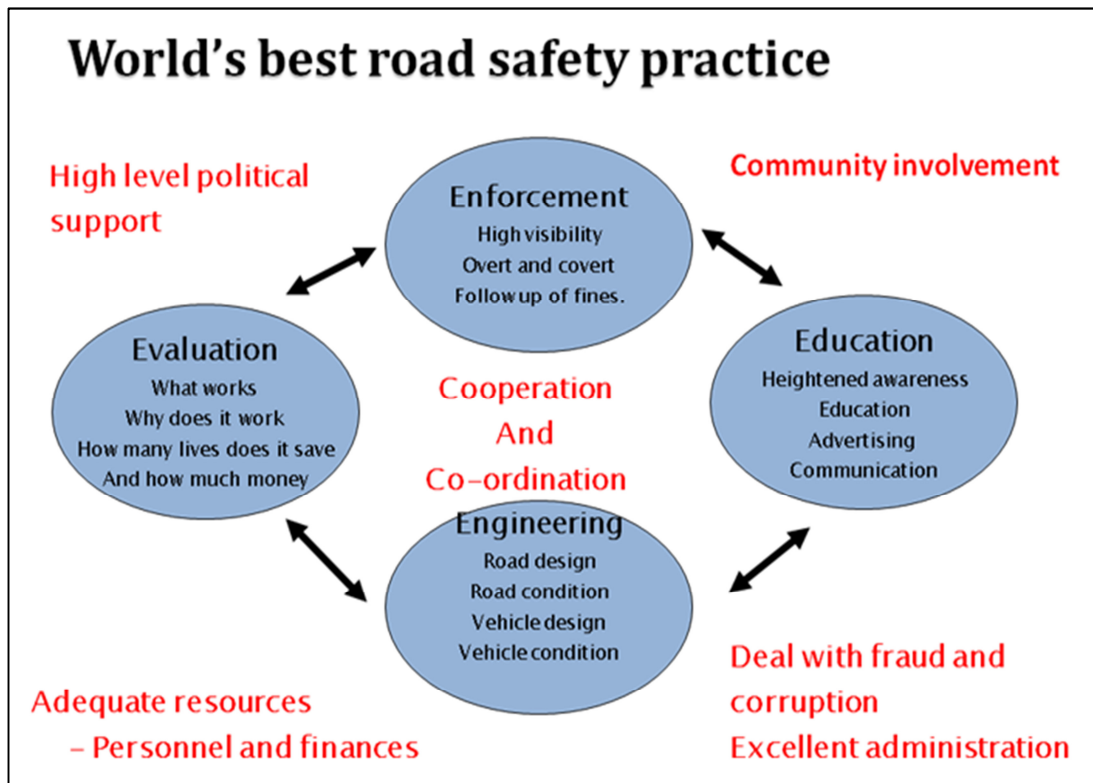 World's best road safety practice
High level political
support
Community involvement
Enforcement
High visibility
Overt and covert
Follow up of fines.
Evaluation
What works
Why does it work
How many lives does it save
And how much money
Education
Heightened awareness
Education
Advertising
Communication
Cooperation
And
Co-ordination
Engineering
Road design
Road condition
Vehicle design
Vehicle condition
Adequate resources
– Personnel and finances
Deal with fraud and
corruption
Excellent administration